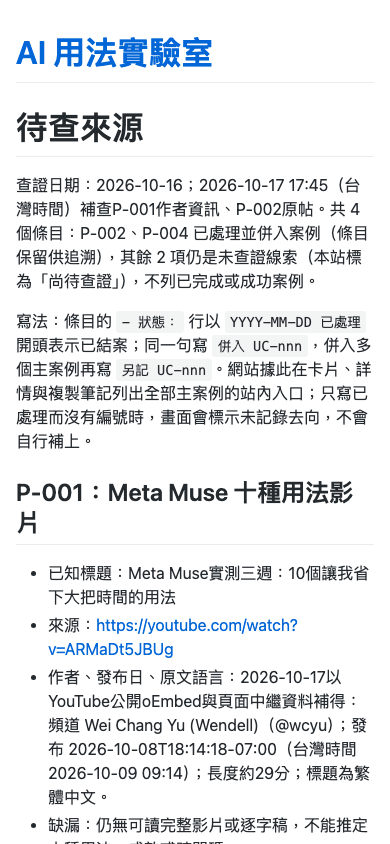 AI 用法實驗室
待查來源
查證日期：2026-10-16；2026-10-17 17:45（台
灣時間）補查P-001作者資訊、P-002原帖。共 4
個條目：P-002、P-004 已處理並併入案例（條目
保留供追溯），其餘 2 項仍是未查證線索（本站標
為「尚待查證」），不列已完成或成功案例。
寫法：條目的 - 狀態： 行以 YYYY-MM-DD 已處理
開頭表示已結案；同一句寫 併入 UC-nnn ，併入多
個主案例再寫 另記 UC-nnn 。網站據此在卡片、詳
情與複製筆記列出全部主案例的站內入口；只寫已
處理而沒有編號時，畫面會標示未記錄去向，不會
自行補上。
P-001：Meta Muse 十種用法影
片
• 已知標題：Meta Muse實測三週：10個讓我省
下大把時間的用法
• 來源：https://youtube.com/watch?
v=ARMaDt5JBUg
• 作者、發布日、原文語言：2026-10-17以
YouTube公開oEmbed與頁面中繼資料補得：
頻道 Wei Chang Yu (Wendell)（@wcyu）；發
布 2026-10-08T18:14:18-07:00（台灣時間
2026-10-09 09:14）；長度約29分；標題為繁
體中文。
• 缺漏：仍無可讀完整影片或逐字稿，不能推定